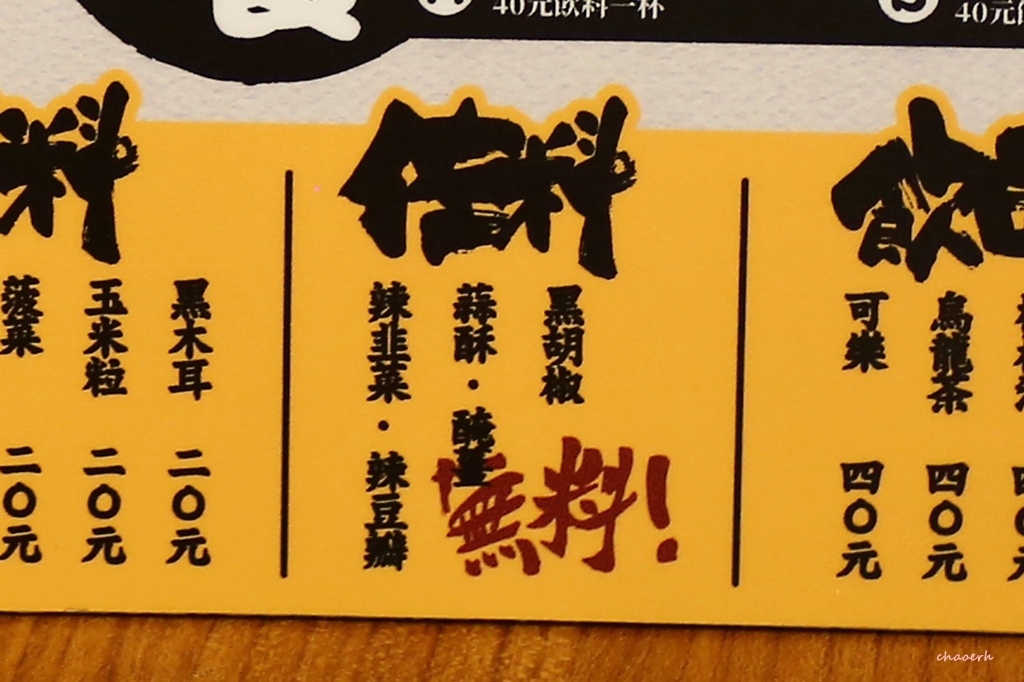 40元飲料一杯
40元
飲
烏龍茶 四〇元
可樂 四〇元
佐料
黑胡椒
蒜酥・醃薑
辣韭菜・辣豆瓣
無料!
料
黑木耳 二〇元
玉米粒 二〇元
菠菜 二〇元
chaoerh